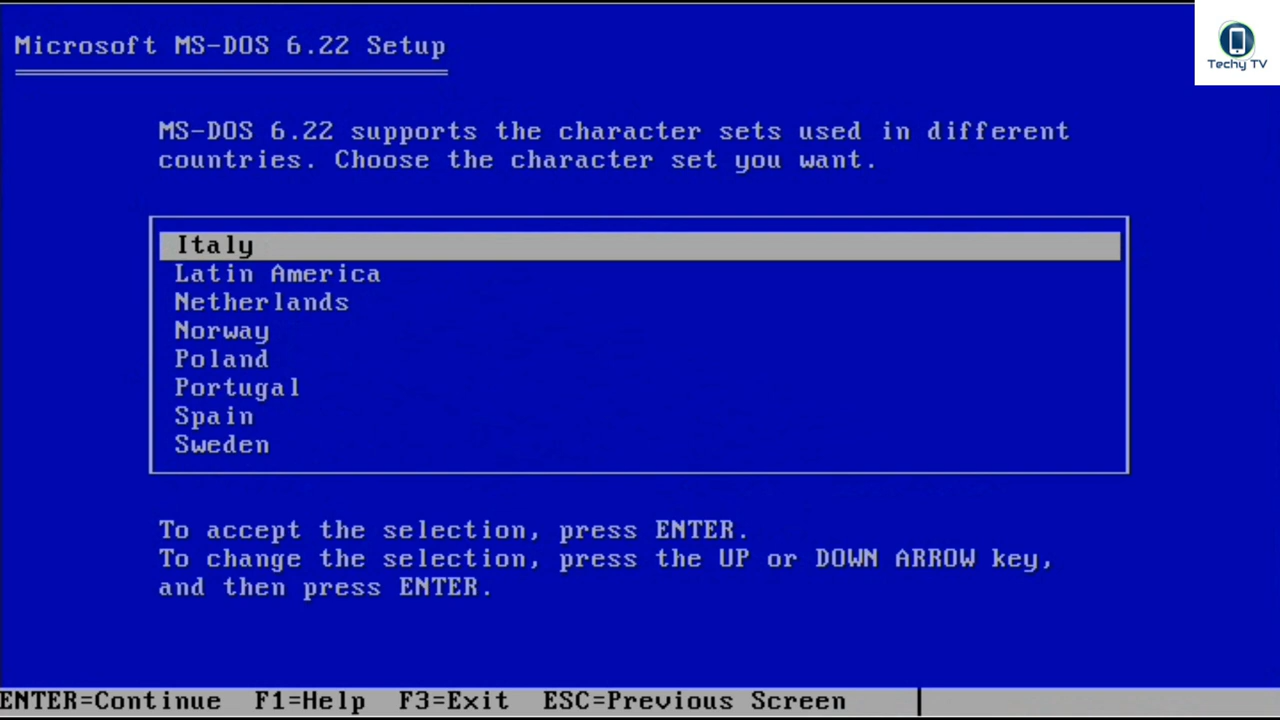 Techy TV
Microsoft MS-DOS 6.22 Setup
MS-DOS 6.22 supports the character sets used in different
countries. Choose the character set you want.
Italy
Latin America
Netherlands
Norway
Poland
Portugal
Spain
Sweden
To accept the selection, press ENTER.
To change the selection, press the UP or DOWN ARROW key,
and then press ENTER.
ENTER=Continue F1=Help F3=Exit ESC=Previous Screen